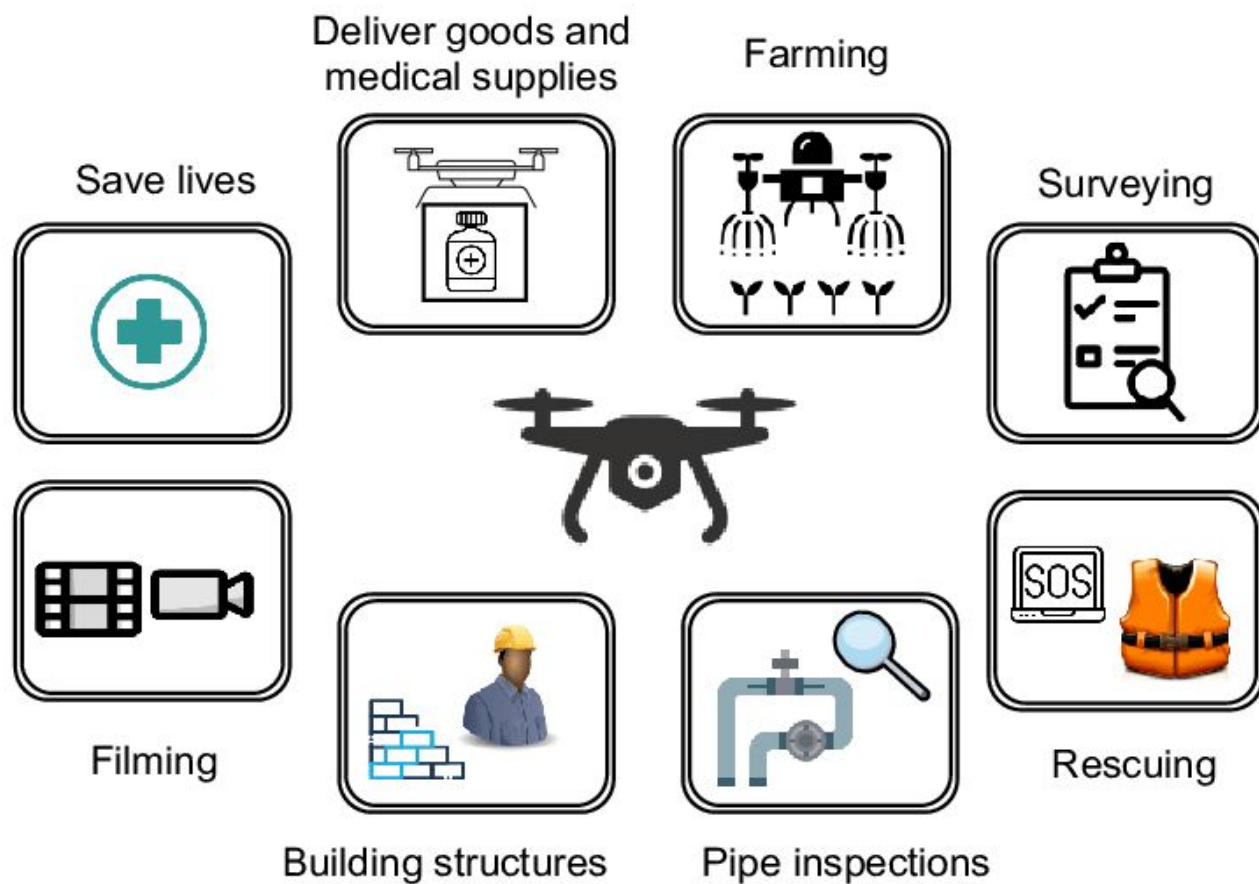 Deliver goods and
medical supplies
Farming
Save lives
Surveying
SOS
Filming
Rescuing
Building structures
Pipe inspections